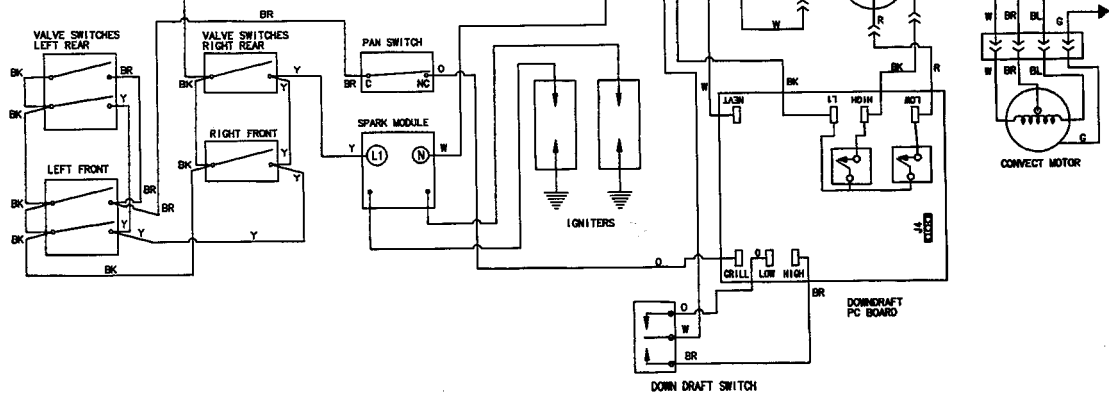 BR
W
R
W BR BL
G
VALVE SWITCHES
LEFT REAR
VALVE SWITCHES
RIGHT REAR
PAN SWITCH
BK
BR
Y
BK
Y
BR
C
NC
O
W
BK
BK
R
W
BR
BL
NEUT
L1
HIGH
LOW
BK
Y
SPARK MODULE
RIGHT FRONT
Y
Y
L1
N
W
G
CONVECT MOTOR
LEFT FRONT
BK
Y
BK
BR
BR
Y
IGNITERS
J4
BK
Y
Y
BK
O
GRILL
O
LOW
HIGH
BR
DOWNDRAFT
PC BOARD
O
W
BR
DOWN DRAFT SWITCH